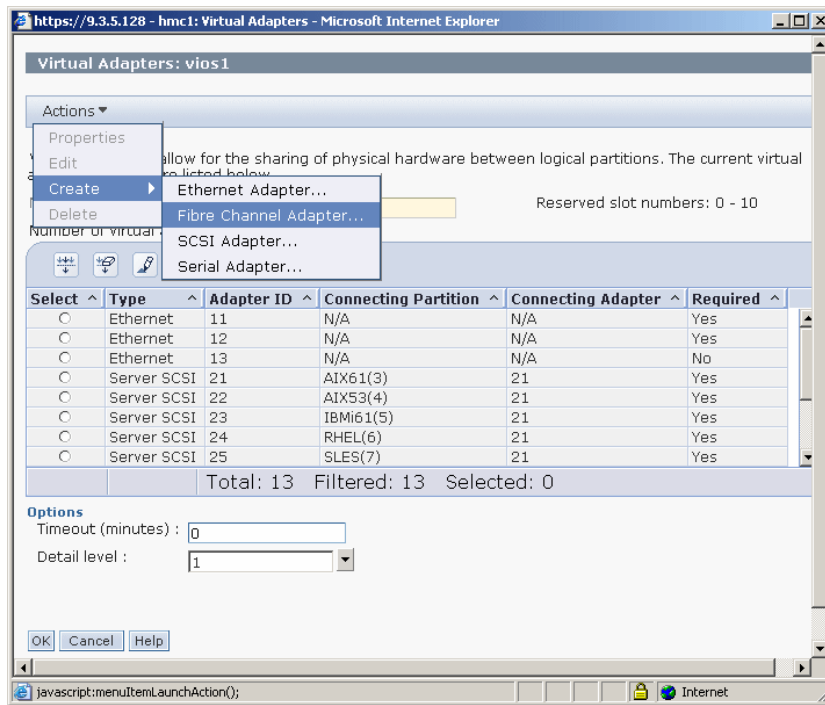 https://9.3.5.128 - hmc1: Virtual Adapters - Microsoft Internet Explorer
Virtual Adapters: vios1
Actions
Properties
Edit
Create
Delete
allow for the sharing of physical hardware between logical partitions. The current virtual
listed below
Ethernet Adapter...
Fibre Channel Adapter...
SCSI Adapter...
Serial Adapter...
Reserved slot numbers: 0 - 10
Number of virtual
Select Type Adapter ID Connecting Partition Connecting Adapter Required
Ethernet 11 N/A N/A Yes
Ethernet 12 N/A N/A Yes
Ethernet 13 N/A N/A No
Server SCSI 21 AIX61(3) 21 Yes
Server SCSI 22 AIX53(4) 21 Yes
Server SCSI 23 IBMi61(5) 21 Yes
Server SCSI 24 RHEL(6) 21 Yes
Server SCSI 25 SLES(7) 21 Yes
Total: 13 Filtered: 13 Selected: 0
Options
Timeout (minutes) : 0
Detail level : 1
OK Cancel Help
javascript:menuItemLaunchAction(); Internet